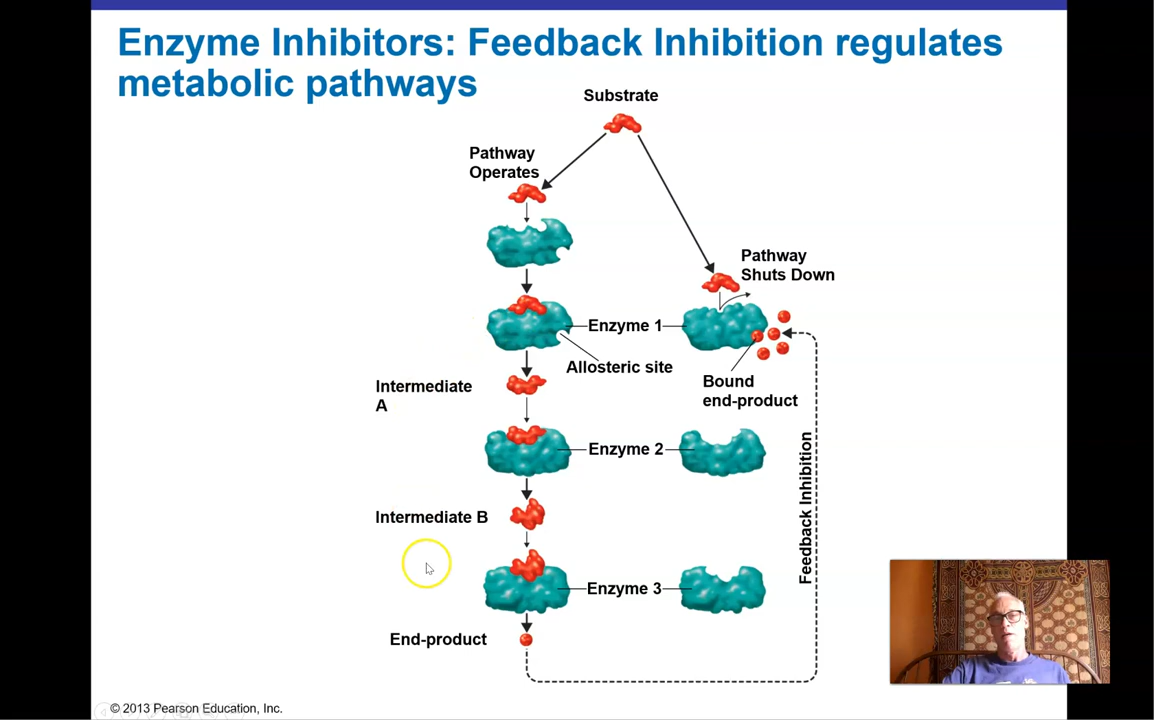 Enzyme Inhibitors: Feedback Inhibition regulates
metabolic pathways
Substrate
Pathway
Operates
Pathway
Shuts Down
Enzyme 1
Allosteric site
Bound
end-product
Intermediate
A
Enzyme 2
Feedback Inhibition
Intermediate B
Enzyme 3
End-product
© 2013 Pearson Education, Inc.